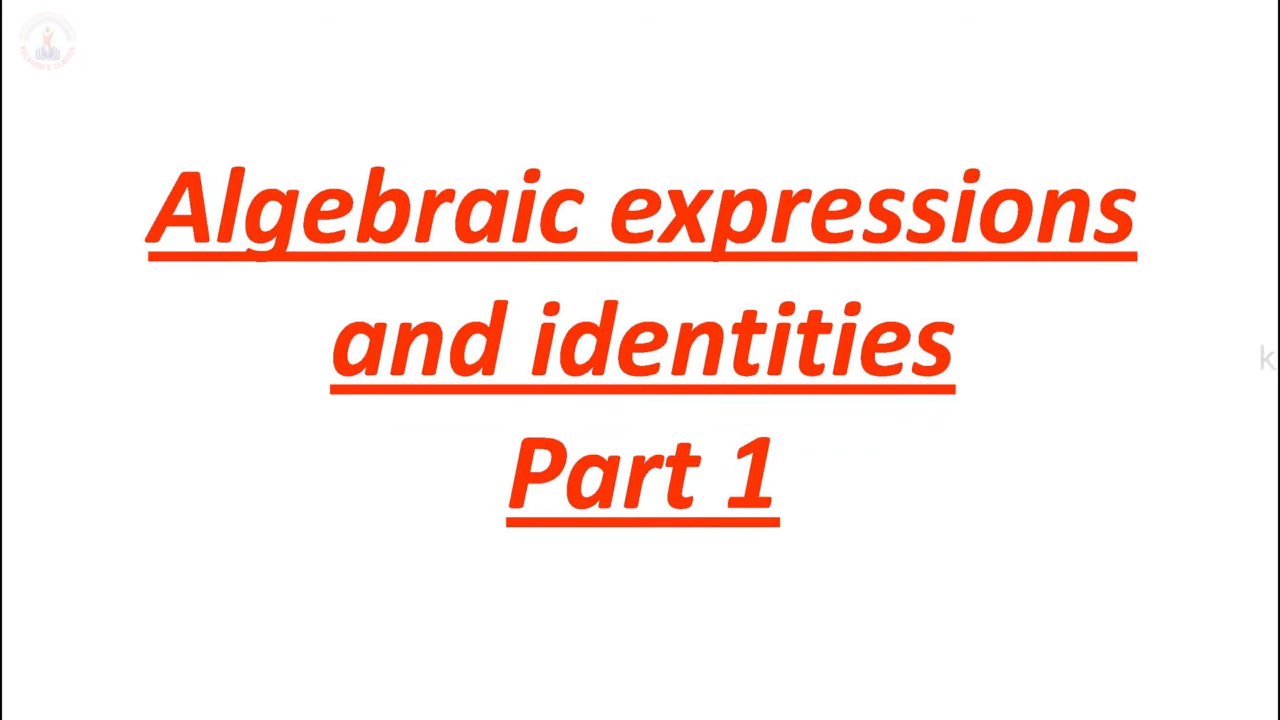 Algebraic expressions
and identities
Part 1
k